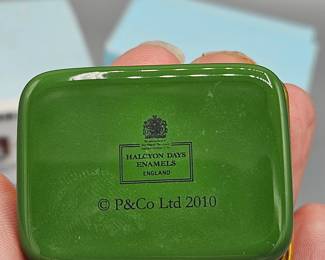 HALCYON DAYS
ENAMELS
ENGLAND
© P&Co Ltd 2010